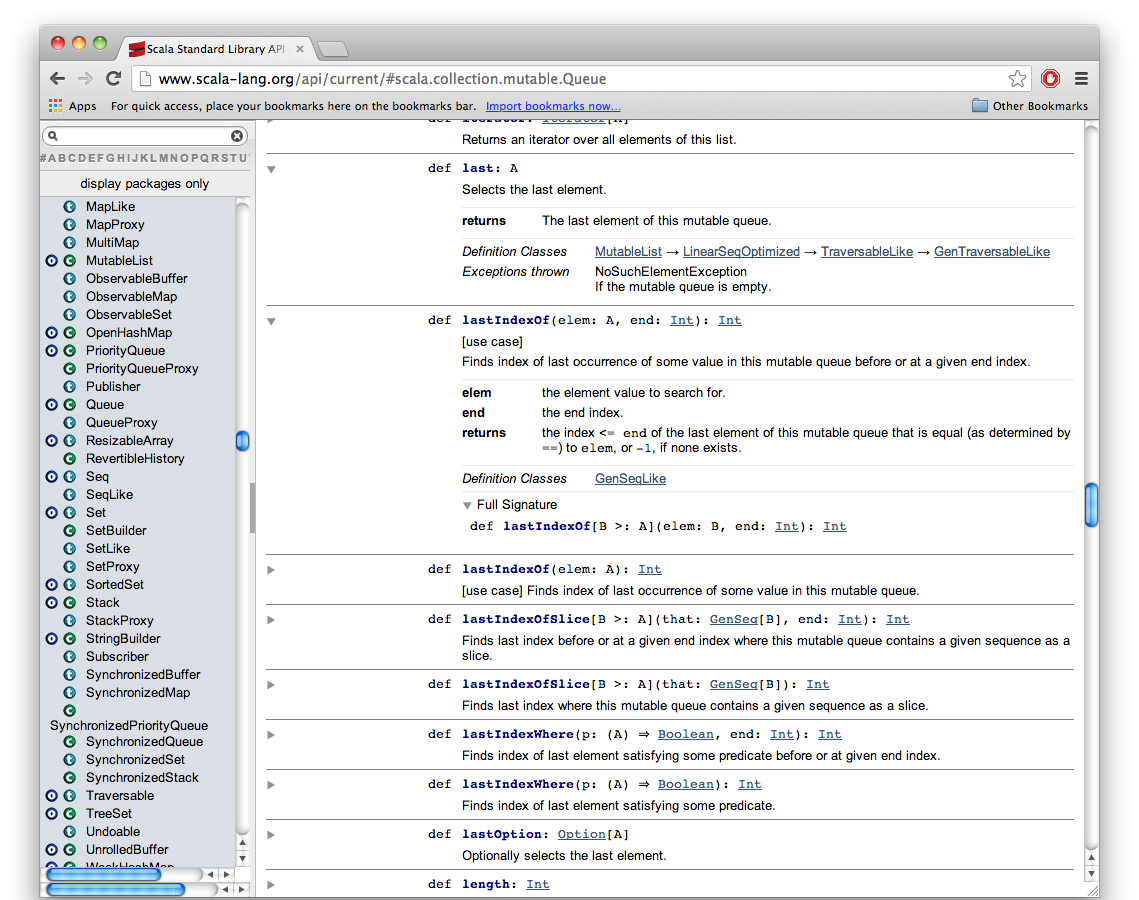 Scala Standard Library API
www.scala-lang.org/api/current/#scala.collection.mutable.Queue
Apps For quick access, place your bookmarks here on the bookmarks bar. Import bookmarks now... Other Bookmarks
#ABCDEFGHIJKLMNOPQRSTU
display packages only
MapLike
MapProxy
MultiMap
MutableList
ObservableBuffer
ObservableMap
ObservableSet
OpenHashMap
PriorityQueue
PriorityQueueProxy
Publisher
Queue
QueueProxy
ResizableArray
RevertibleHistory
Seq
SeqLike
Set
SetBuilder
SetLike
SetProxy
SortedSet
Stack
StackProxy
StringBuilder
Subscriber
SynchronizedBuffer
SynchronizedMap
SynchronizedPriorityQueue
SynchronizedQueue
SynchronizedSet
SynchronizedStack
Traversable
TreeSet
Undoable
UnrolledBuffer
WeakHashMap
def iterator: Iterator[A]
Returns an iterator over all elements of this list.
def last: A
Selects the last element.
returns The last element of this mutable queue.
Definition Classes MutableList → LinearSeqOptimized → TraversableLike → GenTraversableLike
Exceptions thrown NoSuchElementException
If the mutable queue is empty.
def lastIndexOf(elem: A, end: Int): Int
[use case]
Finds index of last occurrence of some value in this mutable queue before or at a given end index.
elem the element value to search for.
end the end index.
returns the index <= end of the last element of this mutable queue that is equal (as determined by
==) to elem, or -1, if none exists.
Definition Classes GenSeqLike
Full Signature
def lastIndexOf[B >: A](elem: B, end: Int): Int
def lastIndexOf(elem: A): Int
[use case] Finds index of last occurrence of some value in this mutable queue.
def lastIndexOfSlice[B >: A](that: GenSeq[B], end: Int): Int
Finds last index before or at a given end index where this mutable queue contains a given sequence as a
slice.
def lastIndexOfSlice[B >: A](that: GenSeq[B]): Int
Finds last index where this mutable queue contains a given sequence as a slice.
def lastIndexWhere(p: (A) ⇒ Boolean, end: Int): Int
Finds index of last element satisfying some predicate before or at given end index.
def lastIndexWhere(p: (A) ⇒ Boolean): Int
Finds index of last element satisfying some predicate.
def lastOption: Option[A]
Optionally selects the last element.
def length: Int